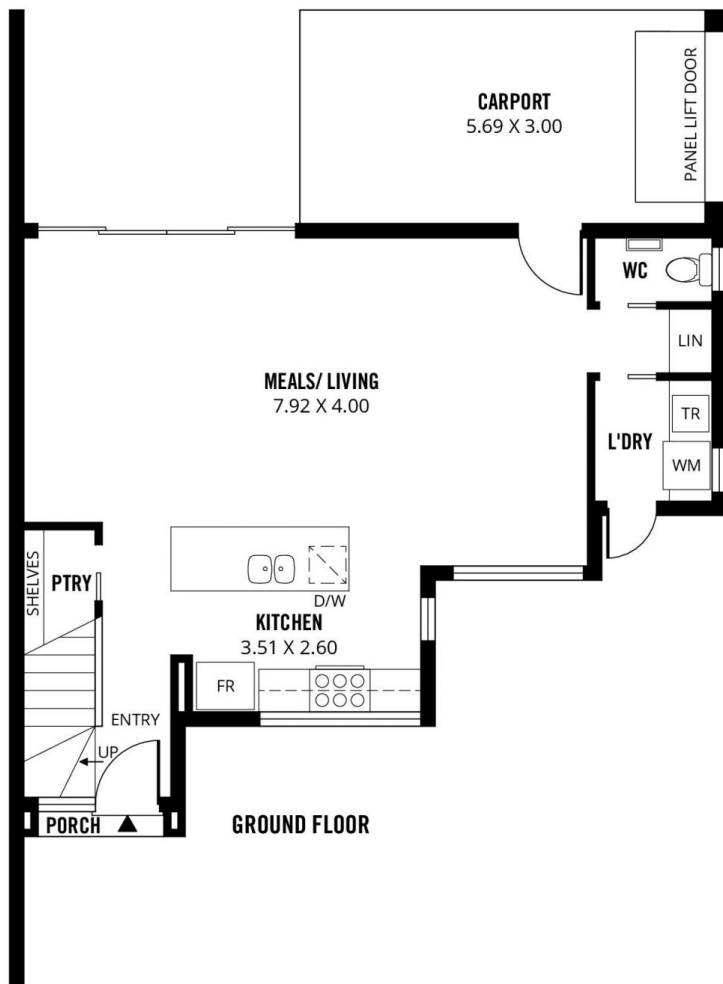 CARPORT
5.69 X 3.00
PANEL LIFT DOOR
WC
LIN
MEALS/ LIVING
7.92 X 4.00
TR
L'DRY
WM
SHELVES
PTRY
D/W
KITCHEN
3.51 X 2.60
FR
ENTRY
UP
PORCH
GROUND FLOOR